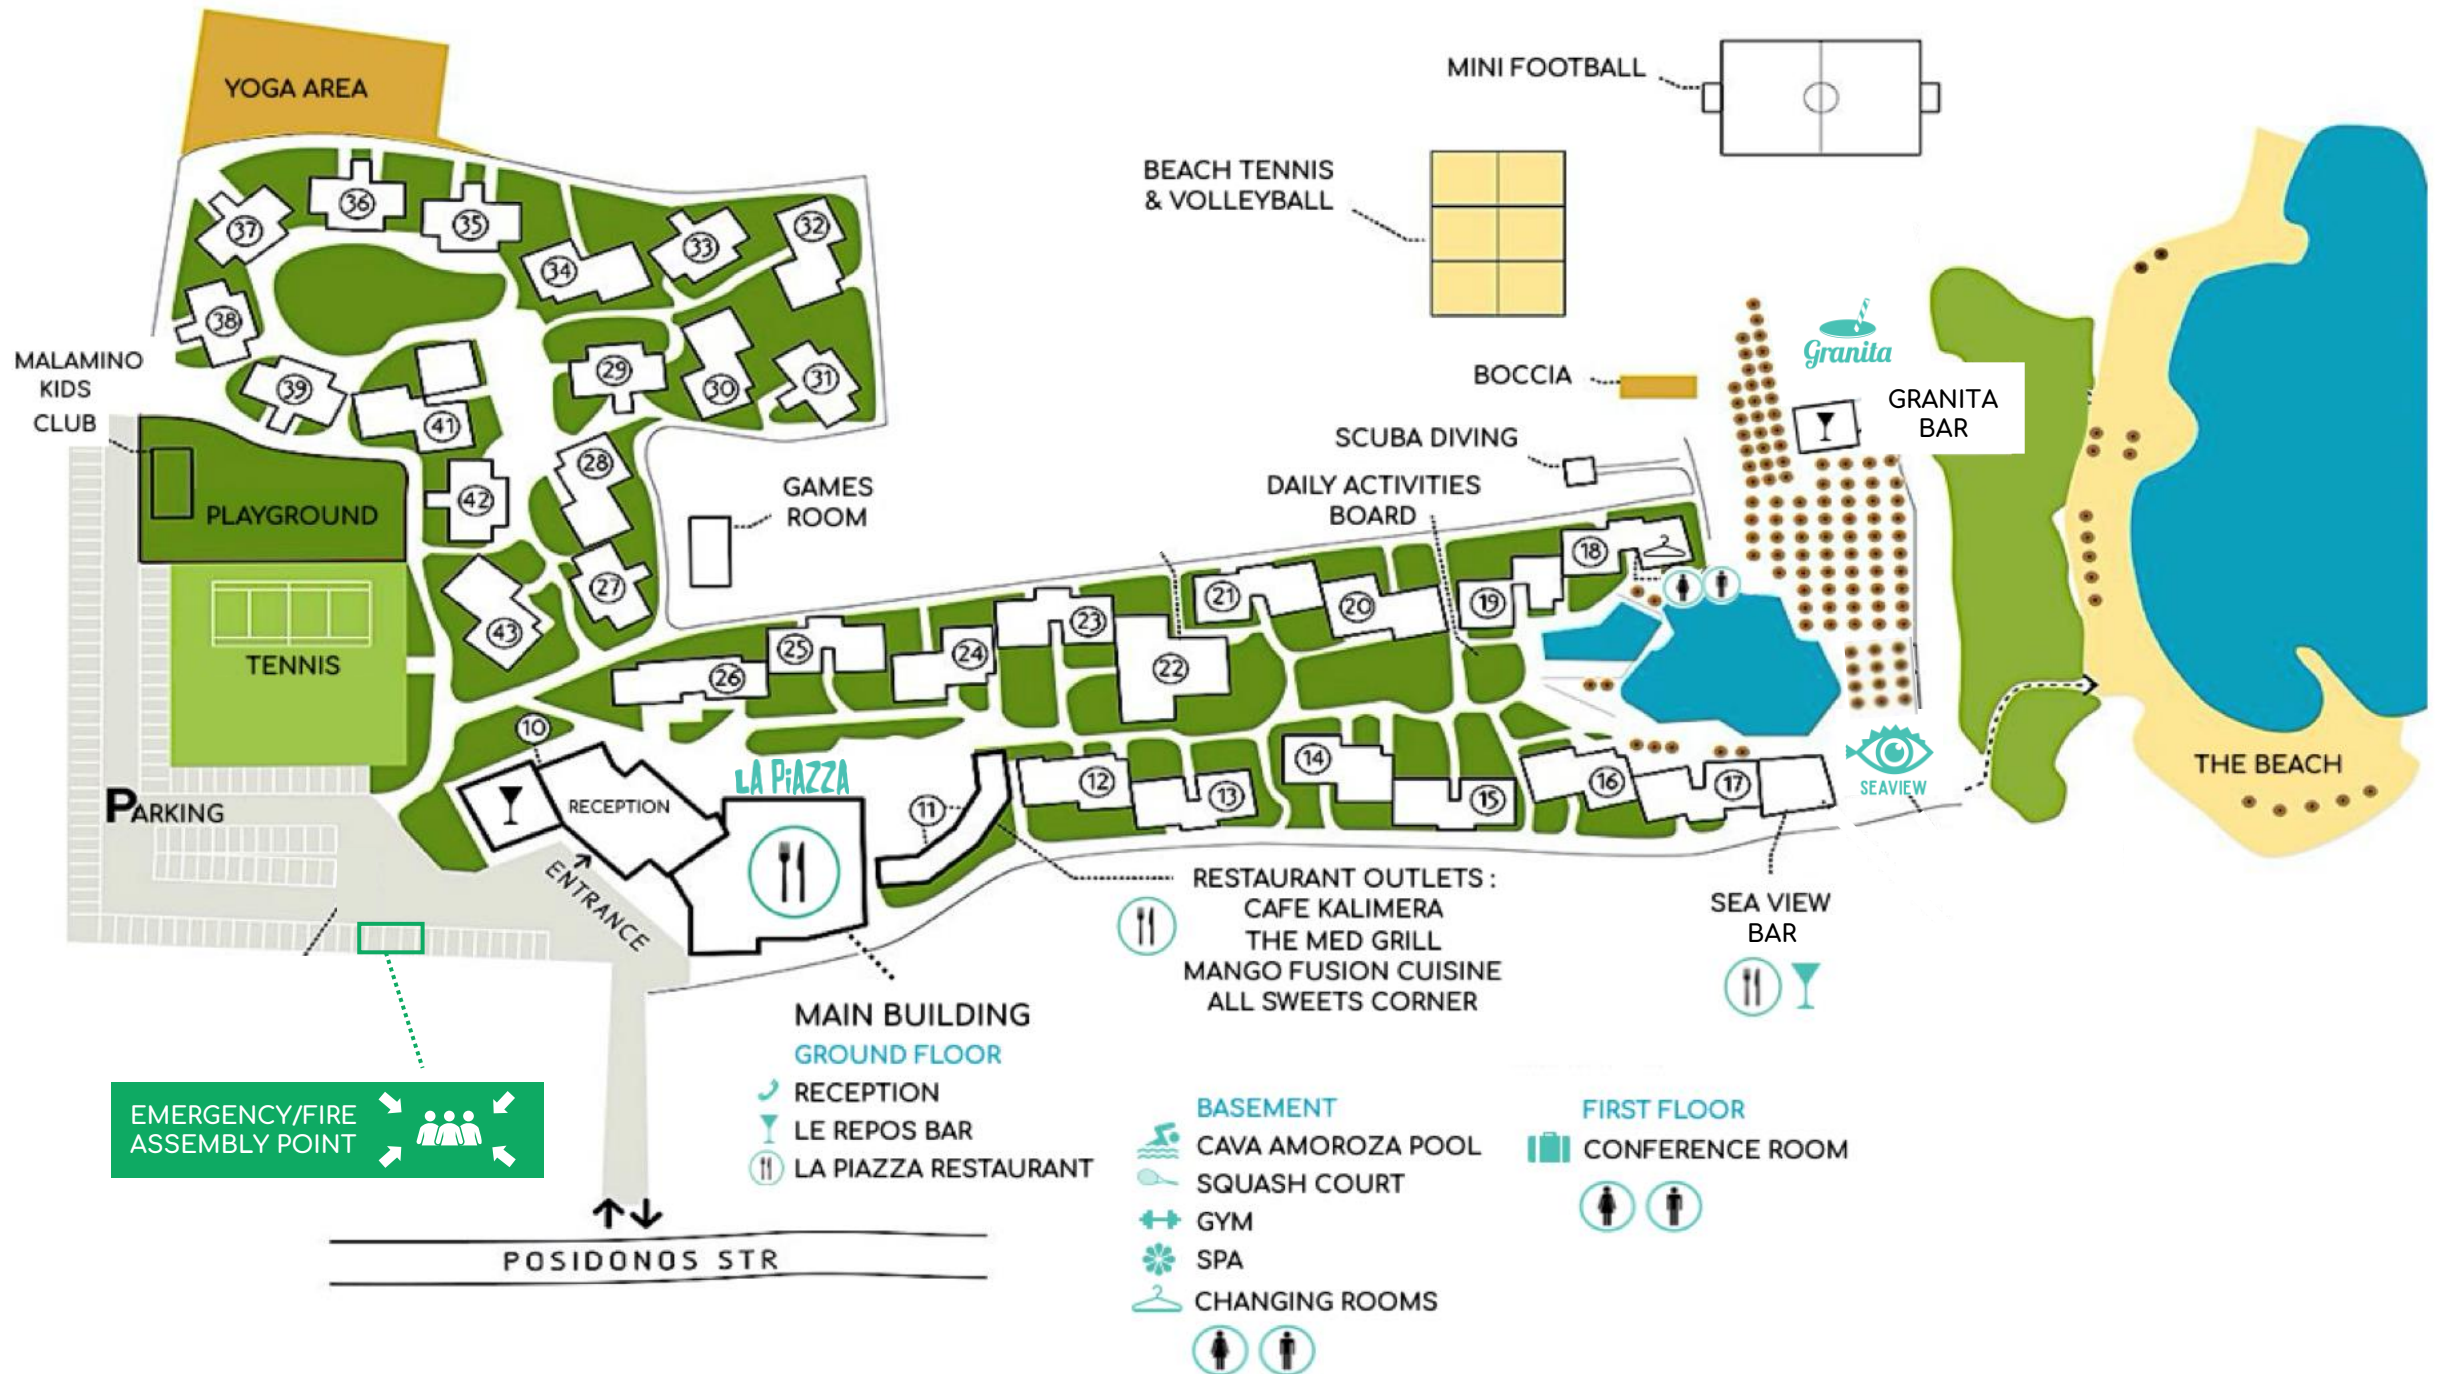 YOGA AREA
MINI FOOTBALL
BEACH TENNIS
& VOLLEYBALL
36
35
37
33
32
34
38
29
30
31
39
41
MALAMINO
KIDS
CLUB
PLAYGROUND
42
28
27
43
TENNIS
GAMES
ROOM
Granita
GRANITA
BAR
BOCCIA
SCUBA DIVING
DAILY ACTIVITIES
BOARD
18
21
20
19
23
25
24
22
26
10
LA PiAZZA
RECEPTION
11
12
13
14
15
16
17
SEAVIEW
THE BEACH
PARKING
ENTRANCE
RESTAURANT OUTLETS :
CAFE KALIMERA
THE MED GRILL
MANGO FUSION CUISINE
ALL SWEETS CORNER
SEA VIEW
BAR
MAIN BUILDING
GROUND FLOOR
RECEPTION
LE REPOS BAR
LA PIAZZA RESTAURANT
EMERGENCY/FIRE
ASSEMBLY POINT
BASEMENT
CAVA AMOROZA POOL
SQUASH COURT
GYM
SPA
CHANGING ROOMS
FIRST FLOOR
CONFERENCE ROOM
POSIDONOS STR